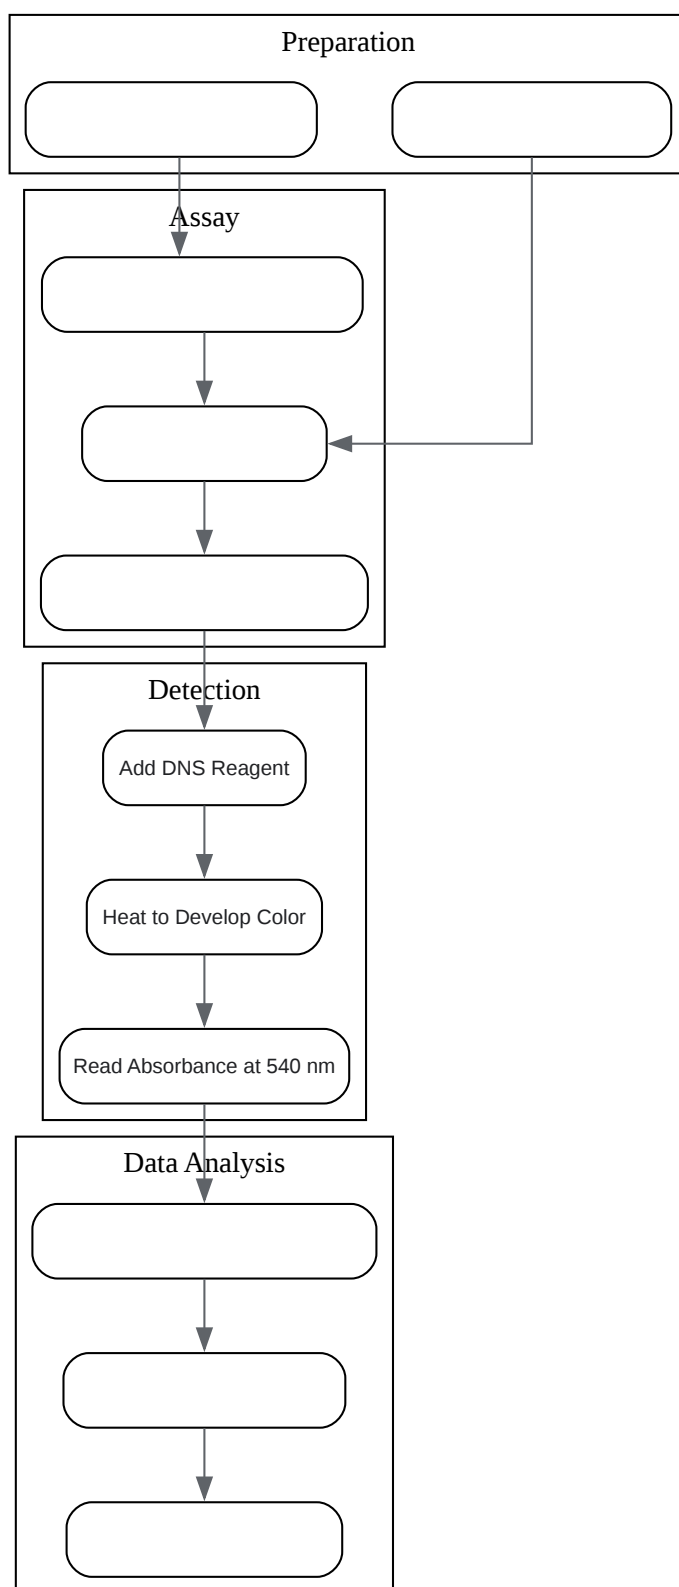 Preparation
Assay
Detection
Add DNS Reagent
Heat to Develop Color
Read Absorbance at 540 nm
Data Analysis